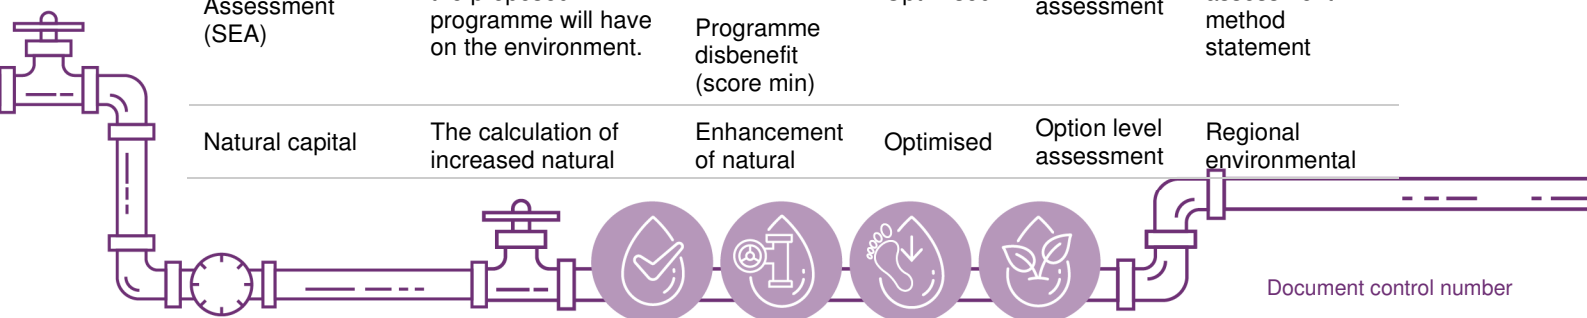 Assessment
(SEA)
programme will have
on the environment.
Programme
disbenefit
(score min)
assessment
method
statement
Natural capital
The calculation of
increased natural
Enhancement
of natural
Optimised
Option level
assessment
Regional
environmental
Document control number